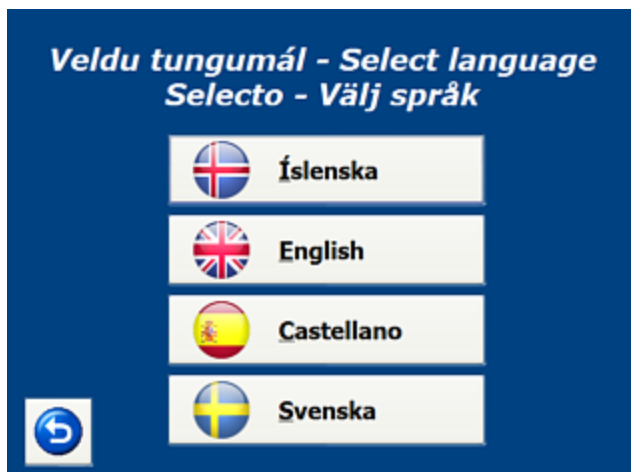 Veldu tungumál - Select language
Selecto - Välj språk
Íslenska
English
Castellano
Svenska